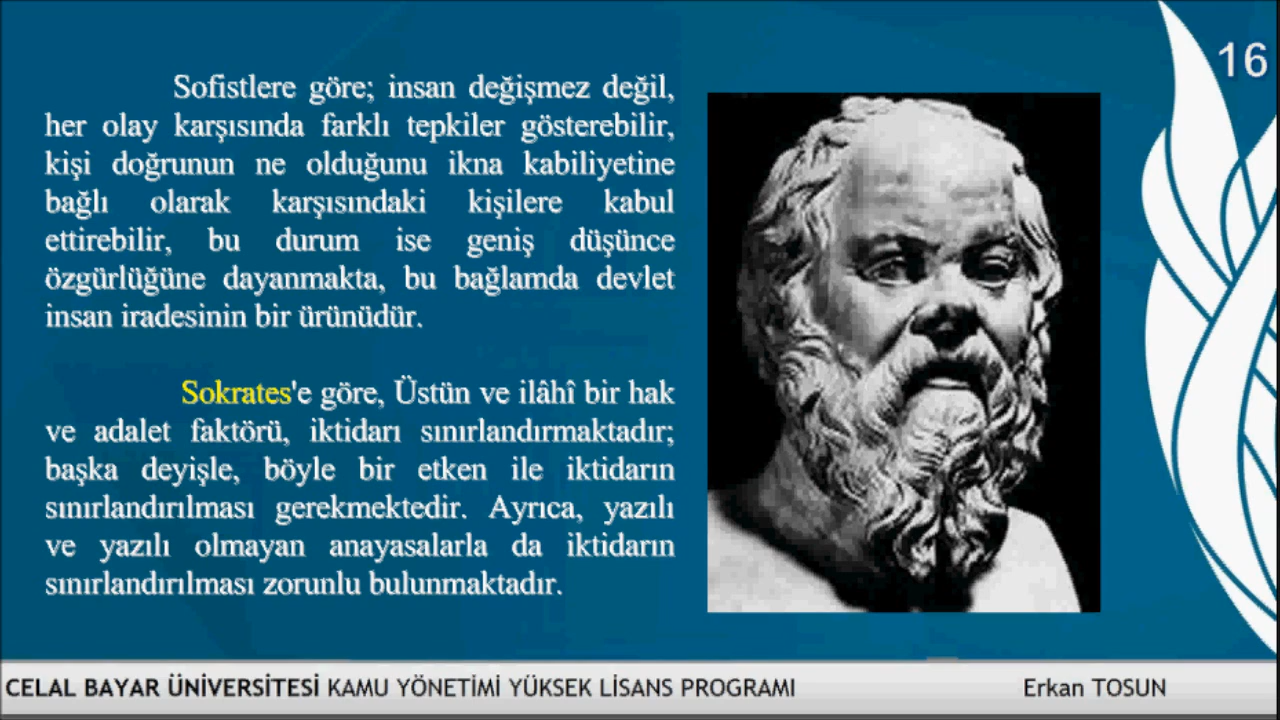 16
Sofistlere göre; insan değişmez değil,
her olay karşısında farklı tepkiler gösterebilir,
kişi doğrunun ne olduğunu ikna kabiliyetine
bağlı olarak karşısındaki kişilere kabul
ettirebilir, bu durum ise geniş düşünce
özgürlüğüne dayanmakta, bu bağlamda devlet
insan iradesinin bir ürünüdür.
Sokrates'e göre, Üstün ve ilâhî bir hak
ve adalet faktörü, iktidarı sınırlandırmaktadır;
başka deyişle, böyle bir etken ile iktidarın
sınırlandırılması gerekmektedir. Ayrıca, yazılı
ve yazılı olmayan anayasalarla da iktidarın
sınırlandırılması zorunlu bulunmaktadır.
CELAL BAYAR ÜNİVERSİTESİ KAMU YÖNETİMİ YÜKSEK LİSANS PROGRAMI
Erkan TOSUN